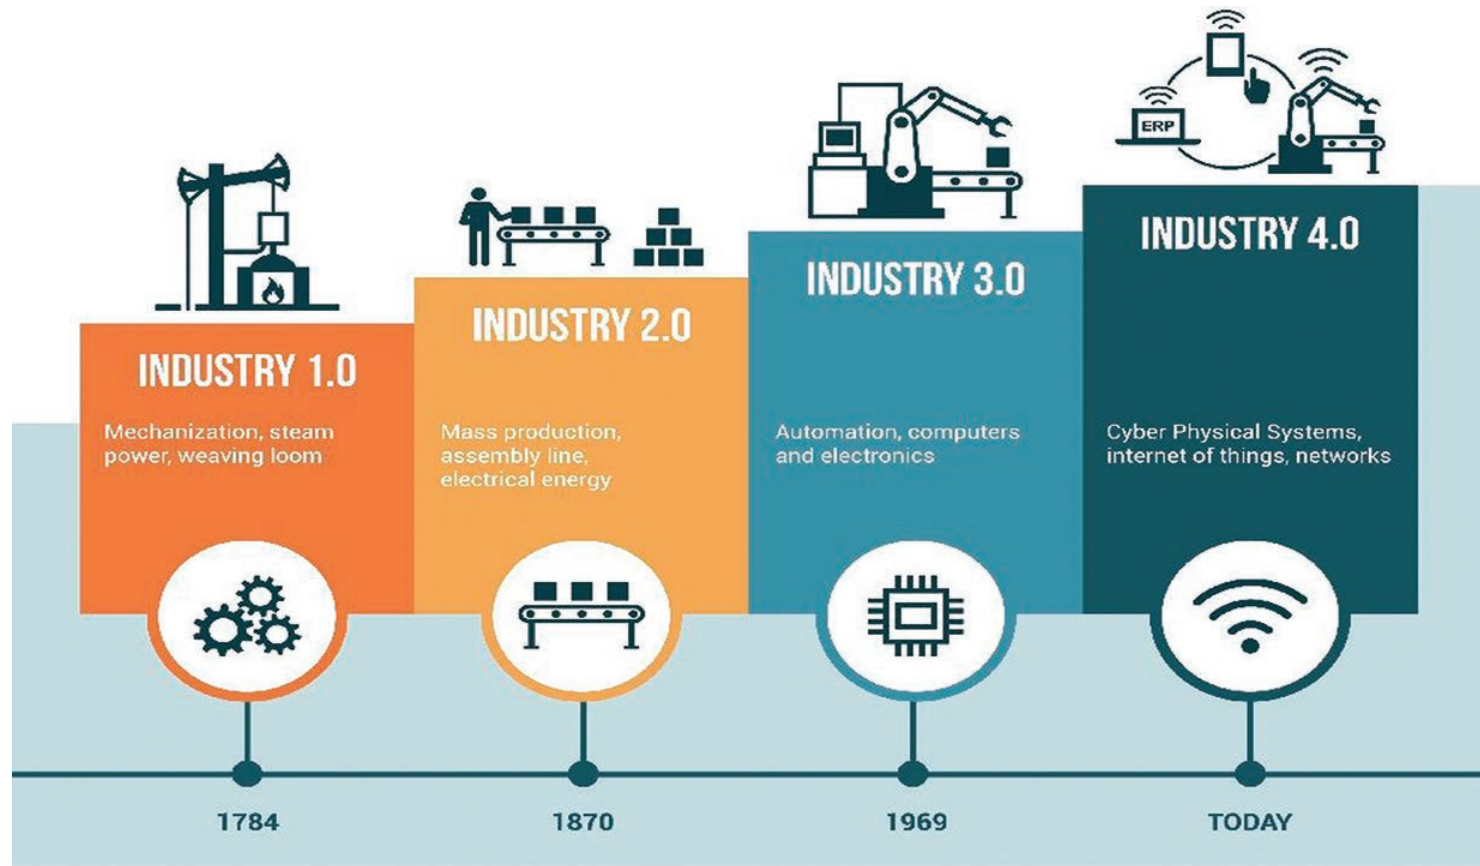 ERP
INDUSTRY 1.0
Mechanization, steam
power, weaving loom
INDUSTRY 2.0
Mass production,
assembly line,
electrical energy
INDUSTRY 3.0
Automation, computers
and electronics
INDUSTRY 4.0
Cyber Physical Systems,
internet of things, networks
1784
1870
1969
TODAY